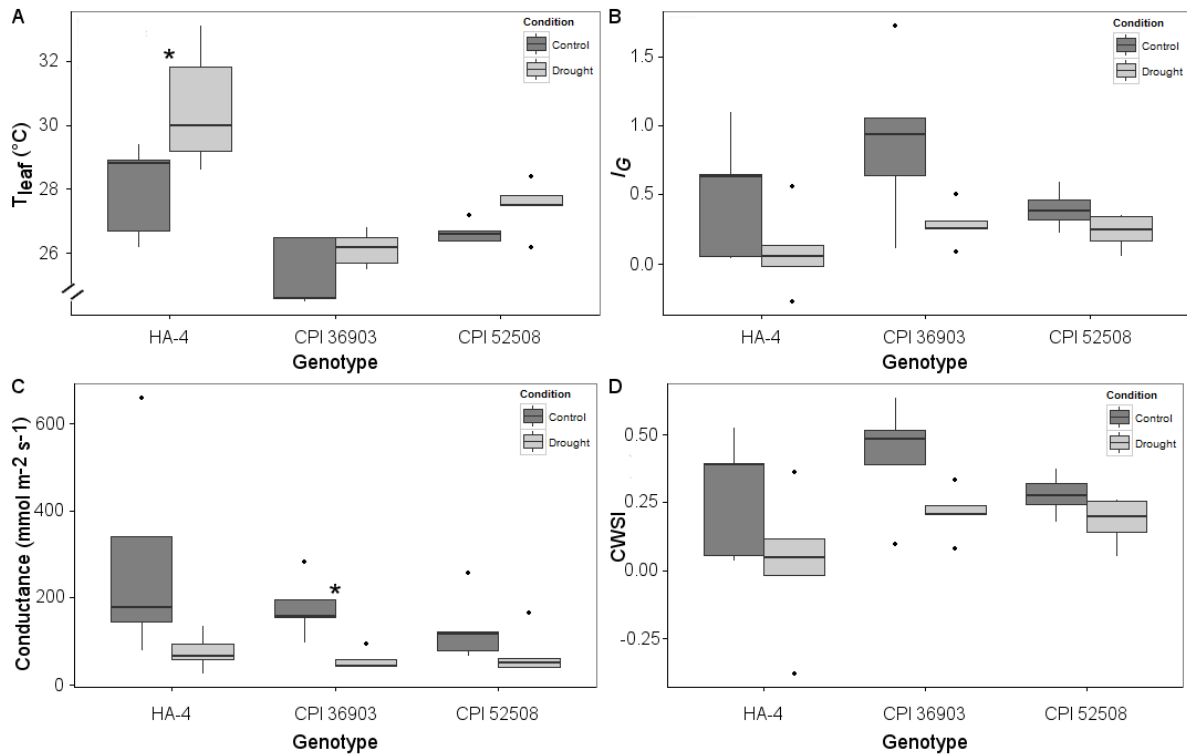 A
Condition
Control
Drought
*
32
30
28
26
T leaf (°C)
HA-4
CPI 36903
CPI 52508
Genotype
B
Condition
Control
Drought
1.5
1.0
0.5
0.0
I G
HA-4
CPI 36903
CPI 52508
Genotype
C
Condition
Control
Drought
*
600
400
200
0
Conductance (mmol m-2 s-1)
HA-4
CPI 36903
CPI 52508
Genotype
D
Condition
Control
Drought
0.50
0.25
0.00
-0.25
CWSI
HA-4
CPI 36903
CPI 52508
Genotype